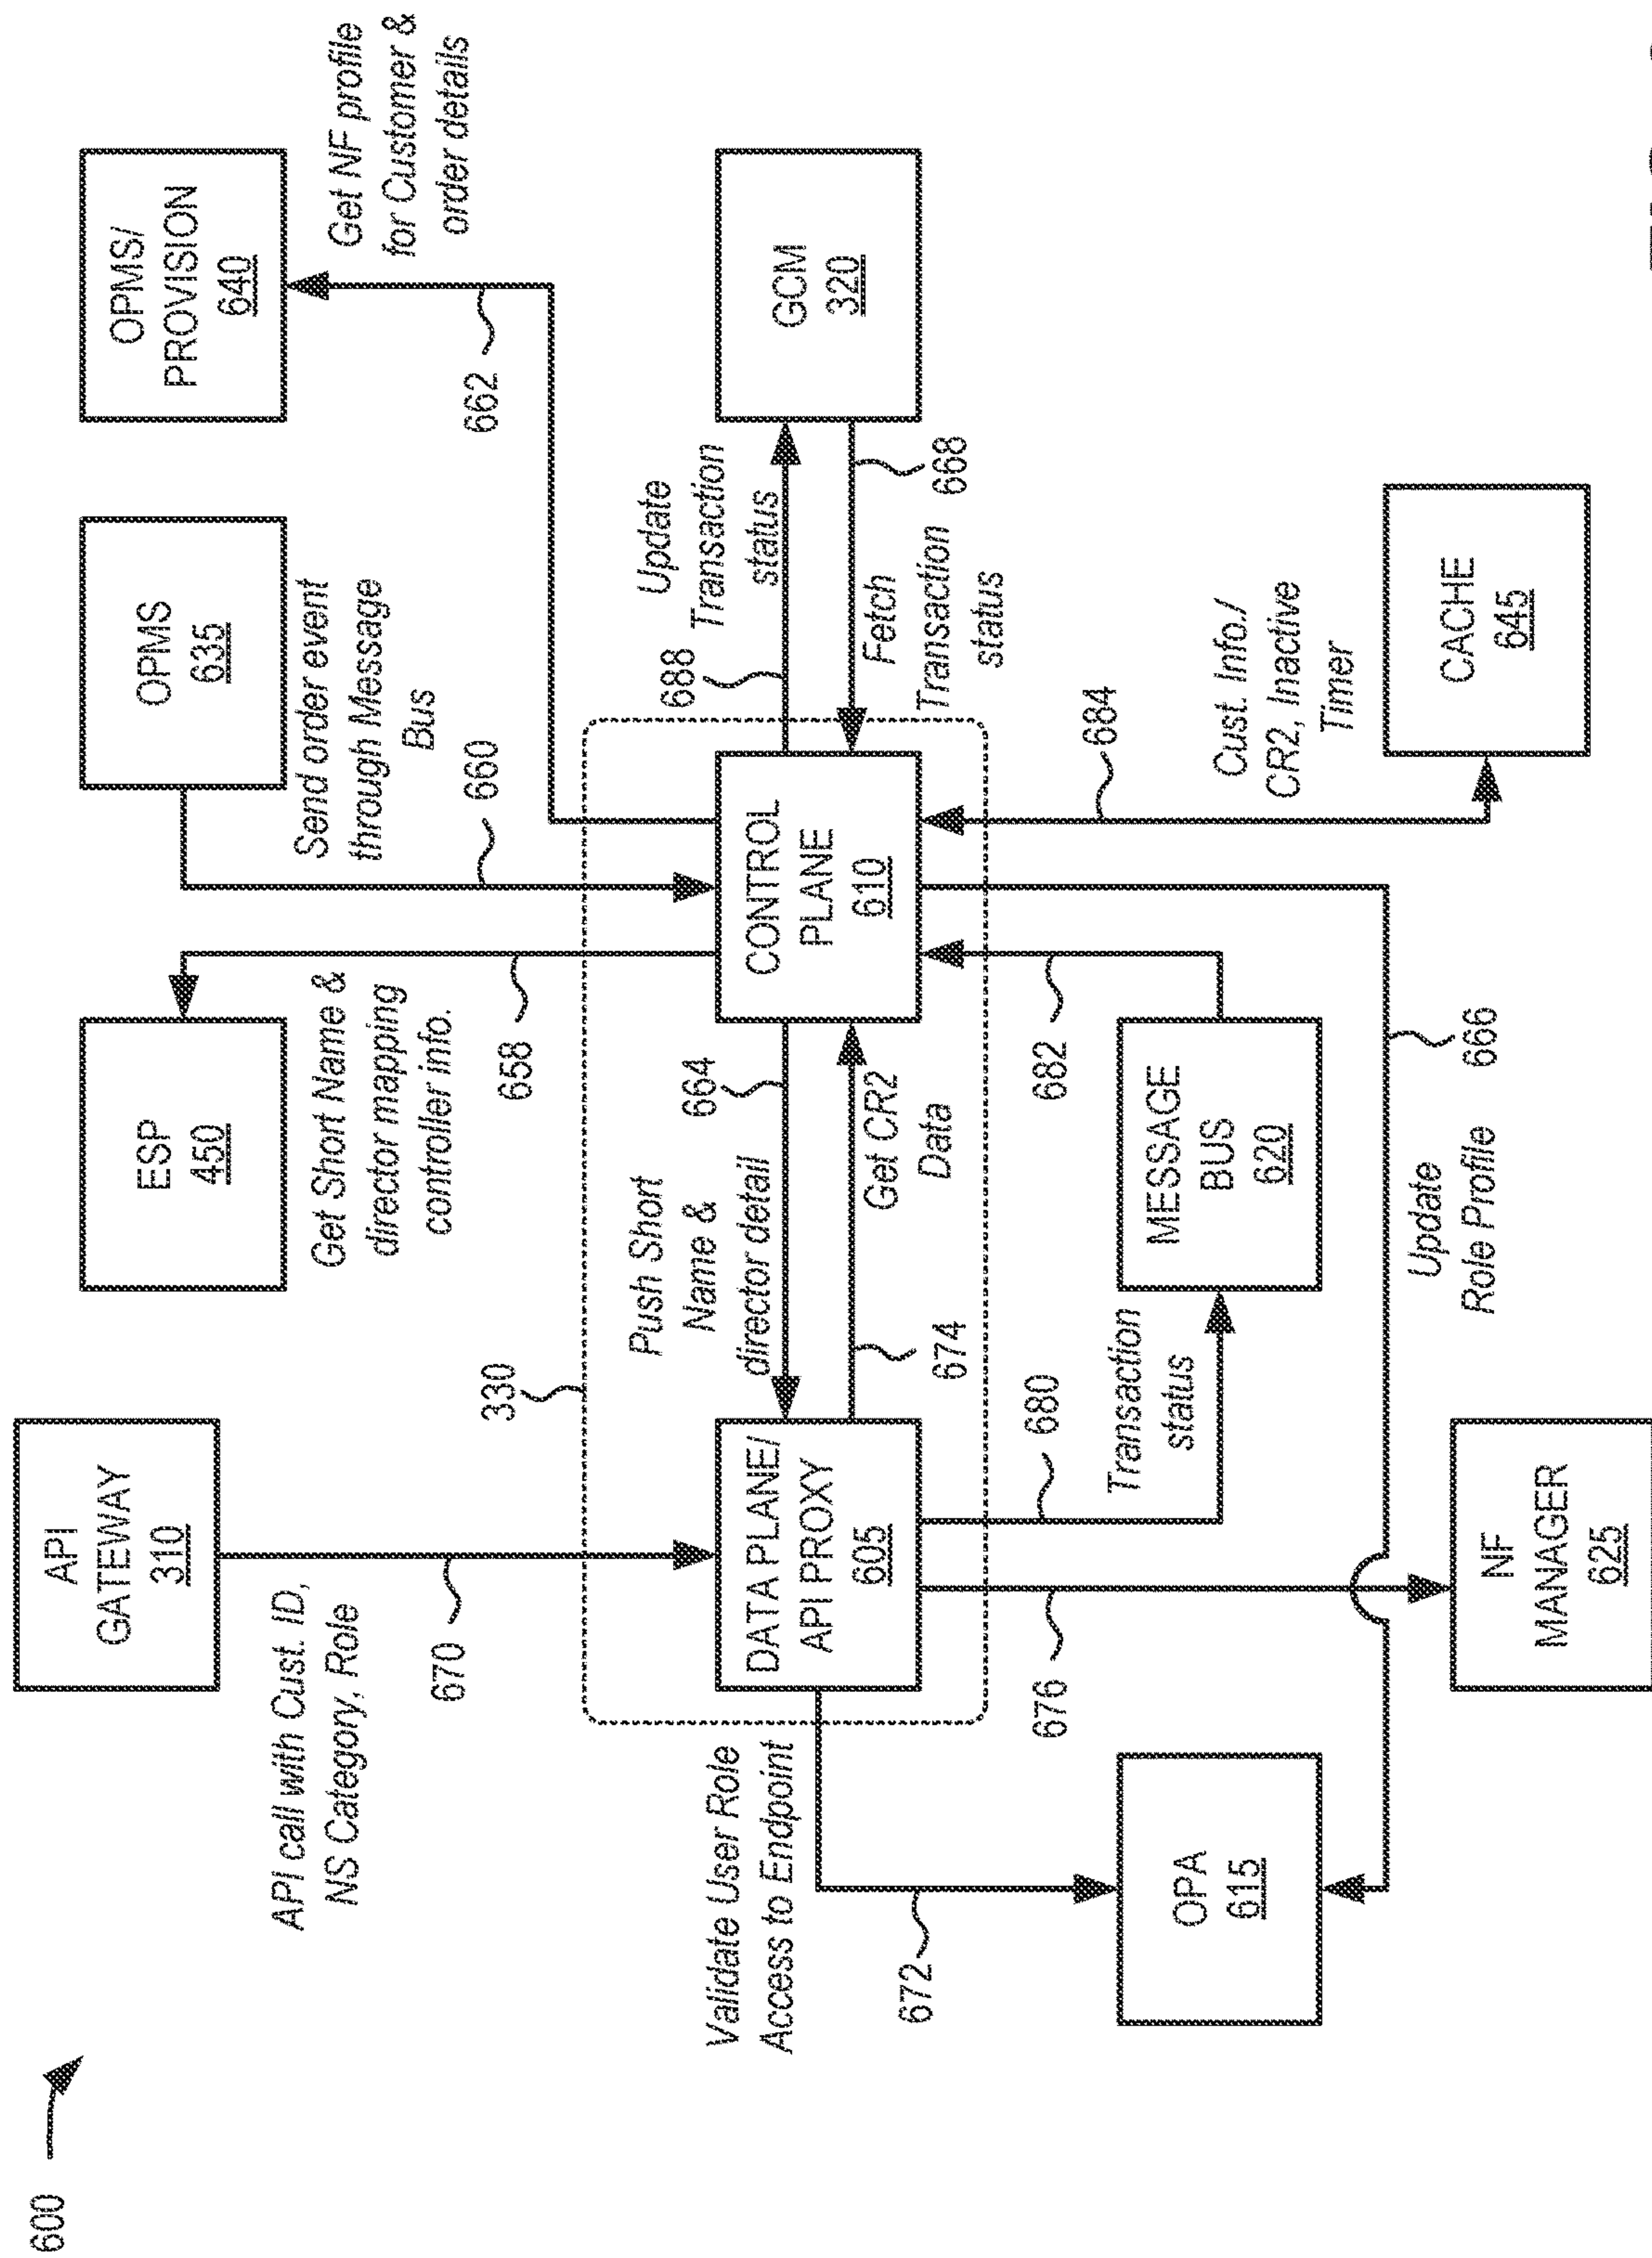 600
API
GATEWAY
310
API call with Cust. ID,
NS Category, Role
670
ESP
450
Get Short Name &
director mapping
controller info.
658
OPMS
635
Send order event
through Message
Bus
660
OPMS/
PROVISION
640
Get NF profile
for Customer &
order details
662
330
Validate User Role
Access to Endpoint
672
DATA PLANE/
API PROXY
605
Push Short
Name &
director detail
664
Get CR2
Data
674
CONTROL
PLANE
610
688
Update
Transaction
status
Fetch
Transaction
status
668
GCM
320
676
680
Transaction
status
682
684
Cust. Info./
CR2, Inactive
Timer
OPA
615
MESSAGE
BUS
620
CACHE
645
Update
Role Profile
666
NF
MANAGER
625